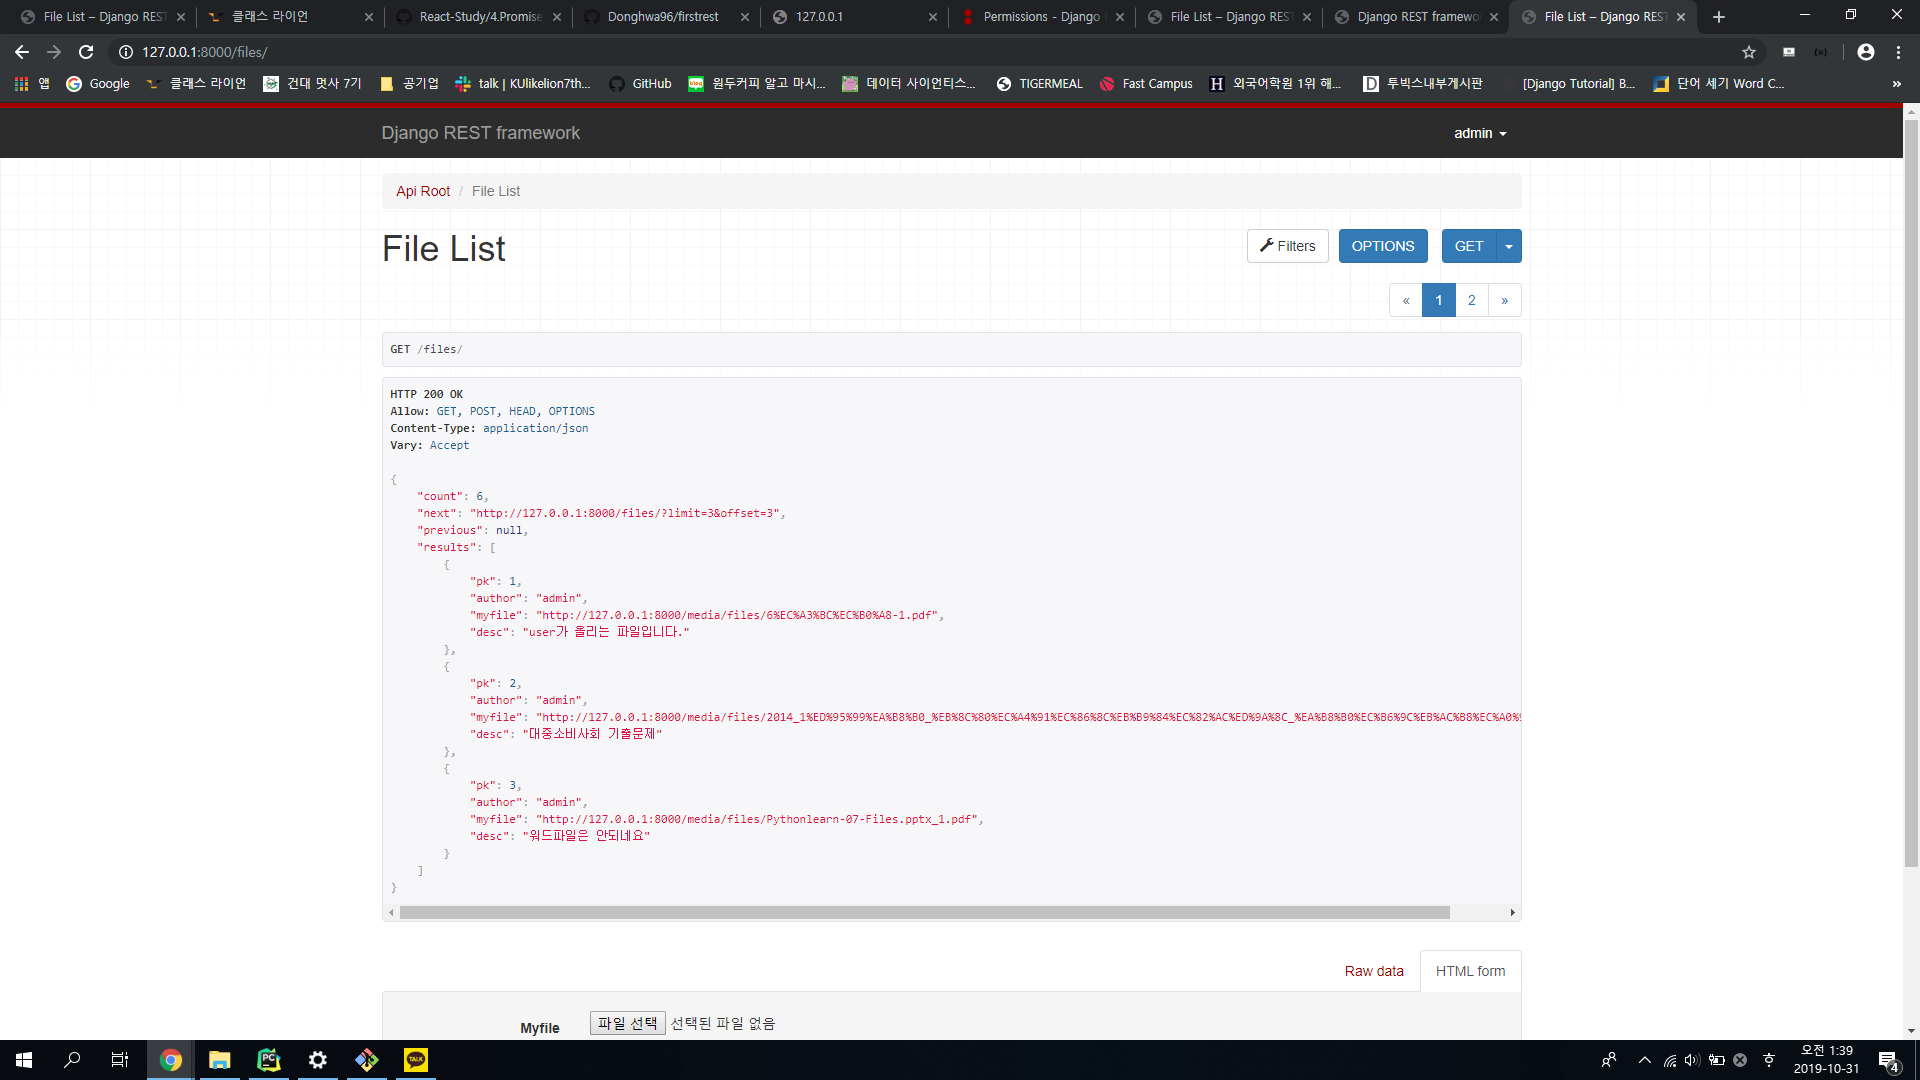 File List – Django REST
클래스 라이언
React-Study/4.Promise
Donghwa96/firstrest
127.0.0.1
Permissions - Django
File List – Django REST
Django REST framewo
File List – Django REST
127.0.0.1:8000/files/
앱
Google
클래스 라이언
건대 멋사 7기
공기업
talk | KUlikelion7th...
GitHub
원두커피 알고 마시...
데이터 사이언티스...
TIGERMEAL
Fast Campus
외국어학원 1위 해...
투빅스내부게시판
[Django Tutorial] B...
단어 세기 Word C...
»
Django REST framework
admin
Api Root / File List
File List
Filters
OPTIONS
GET
« 1 2 »
GET /files/
HTTP 200 OK
Allow: GET, POST, HEAD, OPTIONS
Content-Type: application/json
Vary: Accept
{
"count": 6,
"next": "http://127.0.0.1:8000/files/?limit=3&offset=3",
"previous": null,
"results": [
{
"pk": 1,
"author": "admin",
"myfile": "http://127.0.0.1:8000/media/files/6%EC%A3%BC%EC%B0%A8-1.pdf",
"desc": "user가 올리는 파일입니다."
},
{
"pk": 2,
"author": "admin",
"myfile": "http://127.0.0.1:8000/media/files/2014_1%ED%95%99%EA%B8%B0_%EB%8C%80%EC%A4%91%EC%86%8C%EB%B9%84%EC%82%AC%ED%9A%8C_%EA%B8%B0%EC%B6%9C%EB%AC%B8%EC%A0%9
"desc": "대중소비사회 기출문제"
},
{
"pk": 3,
"author": "admin",
"myfile": "http://127.0.0.1:8000/media/files/Pythonlearn-07-Files.pptx_1.pdf",
"desc": "워드파일은 안되네요"
}
]
}
Raw data
HTML form
Myfile
파일 선택 선택된 파일 없음
PC
TALK
오전 1:39
2019-10-31
4